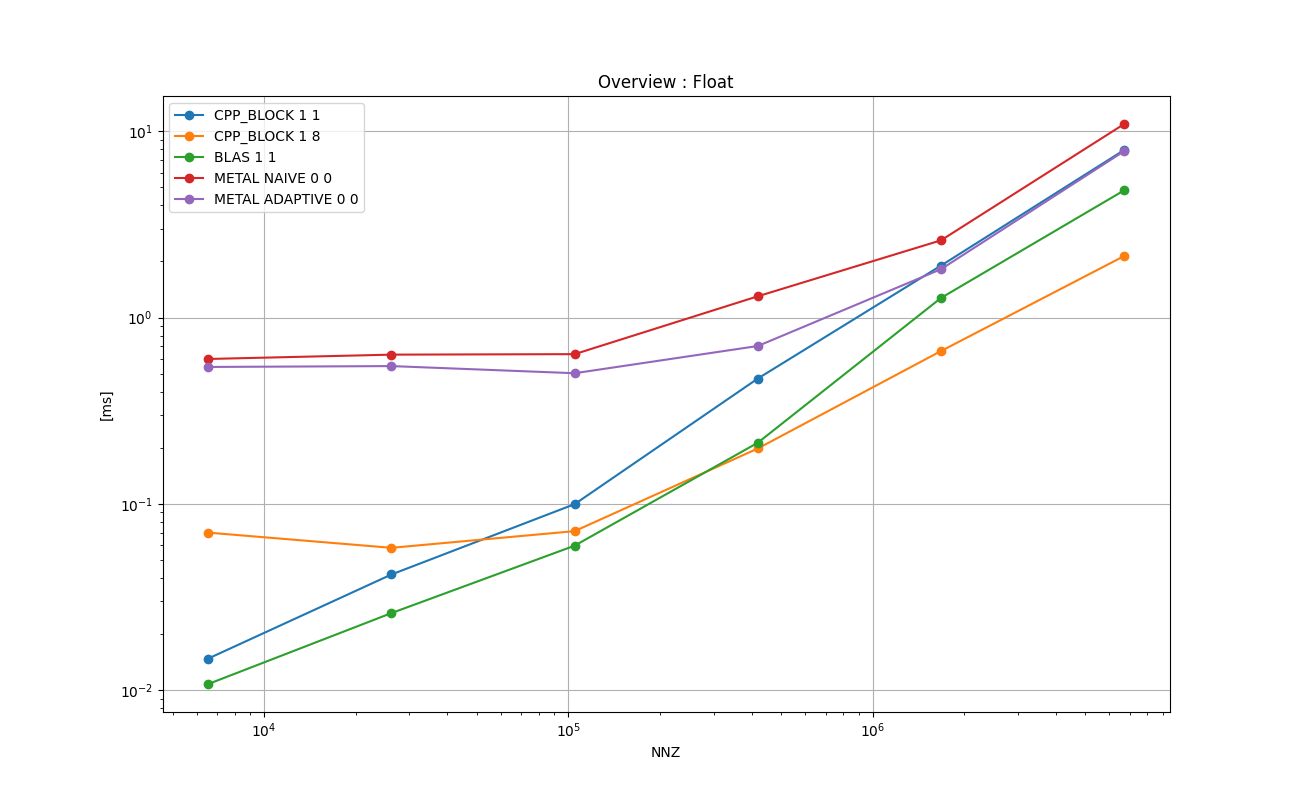 Overview : Float
CPP_BLOCK 1 1
CPP_BLOCK 1 8
BLAS 1 1
METAL NAIVE 0 0
METAL ADAPTIVE 0 0
[ms]
10¹
10⁰
10⁻¹
10⁻²
10⁴ 10⁵ 10⁶
NNZ